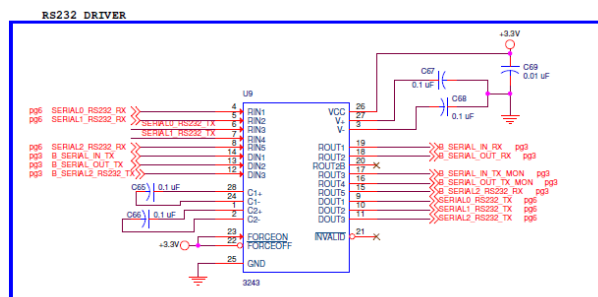 RS232 DRIVER
+3.3V
C69
0.01 uF
C67
0.1 uF
C68
0.1 uF
U9
pg6 SERIAL0_RS232_RX 4 RIN1 VCC 26
pg6 SERIAL1_RS232_RX 5 RIN2 V+ 27
SERIAL0_RS232_TX 6 RIN3 V- 3
SERIAL1_RS232_TX 7 RIN4
pg6 SERIAL2_RS232_RX 8 RIN5 ROUT1 19 B_SERIAL_IN_RX pg3
pg3 B_SERIAL_IN_TX 14 DIN1 ROUT2 18 B_SERIAL_OUT_RX pg3
pg3 B_SERIAL_OUT_TX 13 DIN2 ROUT2B 20
pg3 B_SERIAL2_RS232_TX 12 DIN3 ROUT3 17 B_SERIAL_IN_TX_MON pg3
ROUT4 16 B_SERIAL_OUT_TX_MON pg3
C65 0.1 uF 28 C1+ ROUT5 15 B_SERIAL2_RS232_RX pg3
24 C1- DOUT1 9 SERIAL0_RS232_TX pg6
C66 0.1 uF 1 C2+ DOUT2 10 SERIAL1_RS232_TX pg6
2 C2- DOUT3 11 SERIAL2_RS232_TX pg6
23 FORCEON INVALID 21
+3.3V 22 FORCEOFF
25 GND
3243